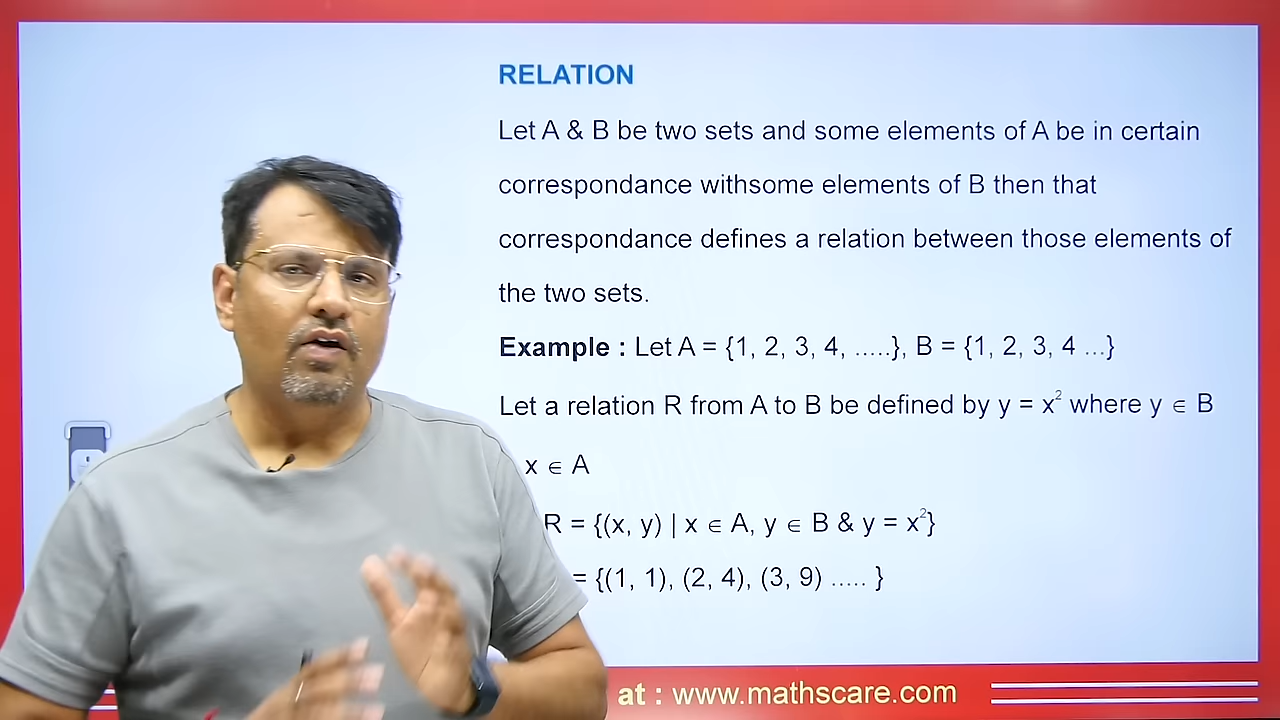 RELATION
Let A & B be two sets and some elements of A be in certain
correspondance withsome elements of B then that
correspondance defines a relation between those elements of
the two sets.
Example : Let A = {1, 2, 3, 4, .....}, B = {1, 2, 3, 4 ...}
Let a relation R from A to B be defined by y = x² where y ∈ B
x ∈ A
R = {(x, y) | x ∈ A, y ∈ B & y = x²}
= {(1, 1), (2, 4), (3, 9) ..... }
at : www.mathscare.com